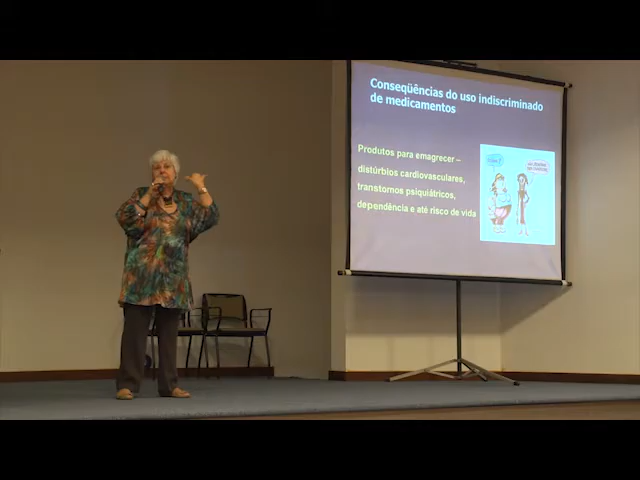 Conseqüências do uso indiscriminado
de medicamentos
Produtos para emagrecer –
distúrbios cardiovasculares,
transtornos psiquiátricos,
dependência e até risco de vida